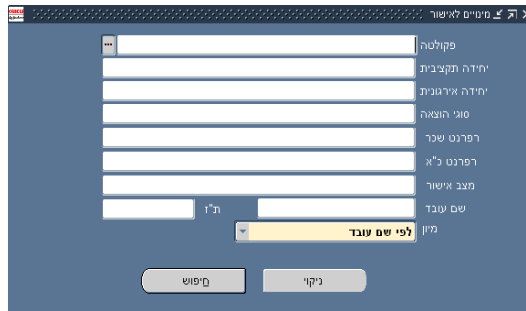 מינויים לאישור
פקולטה
יחידה תקציבית
יחידה אירגונית
סוגי הוצאה
רפרנט שכר
רפרנט כ"א
מצב אישור
שם עובד ת"ז
מיון לפי שם עובד
ניקוי חיפוש